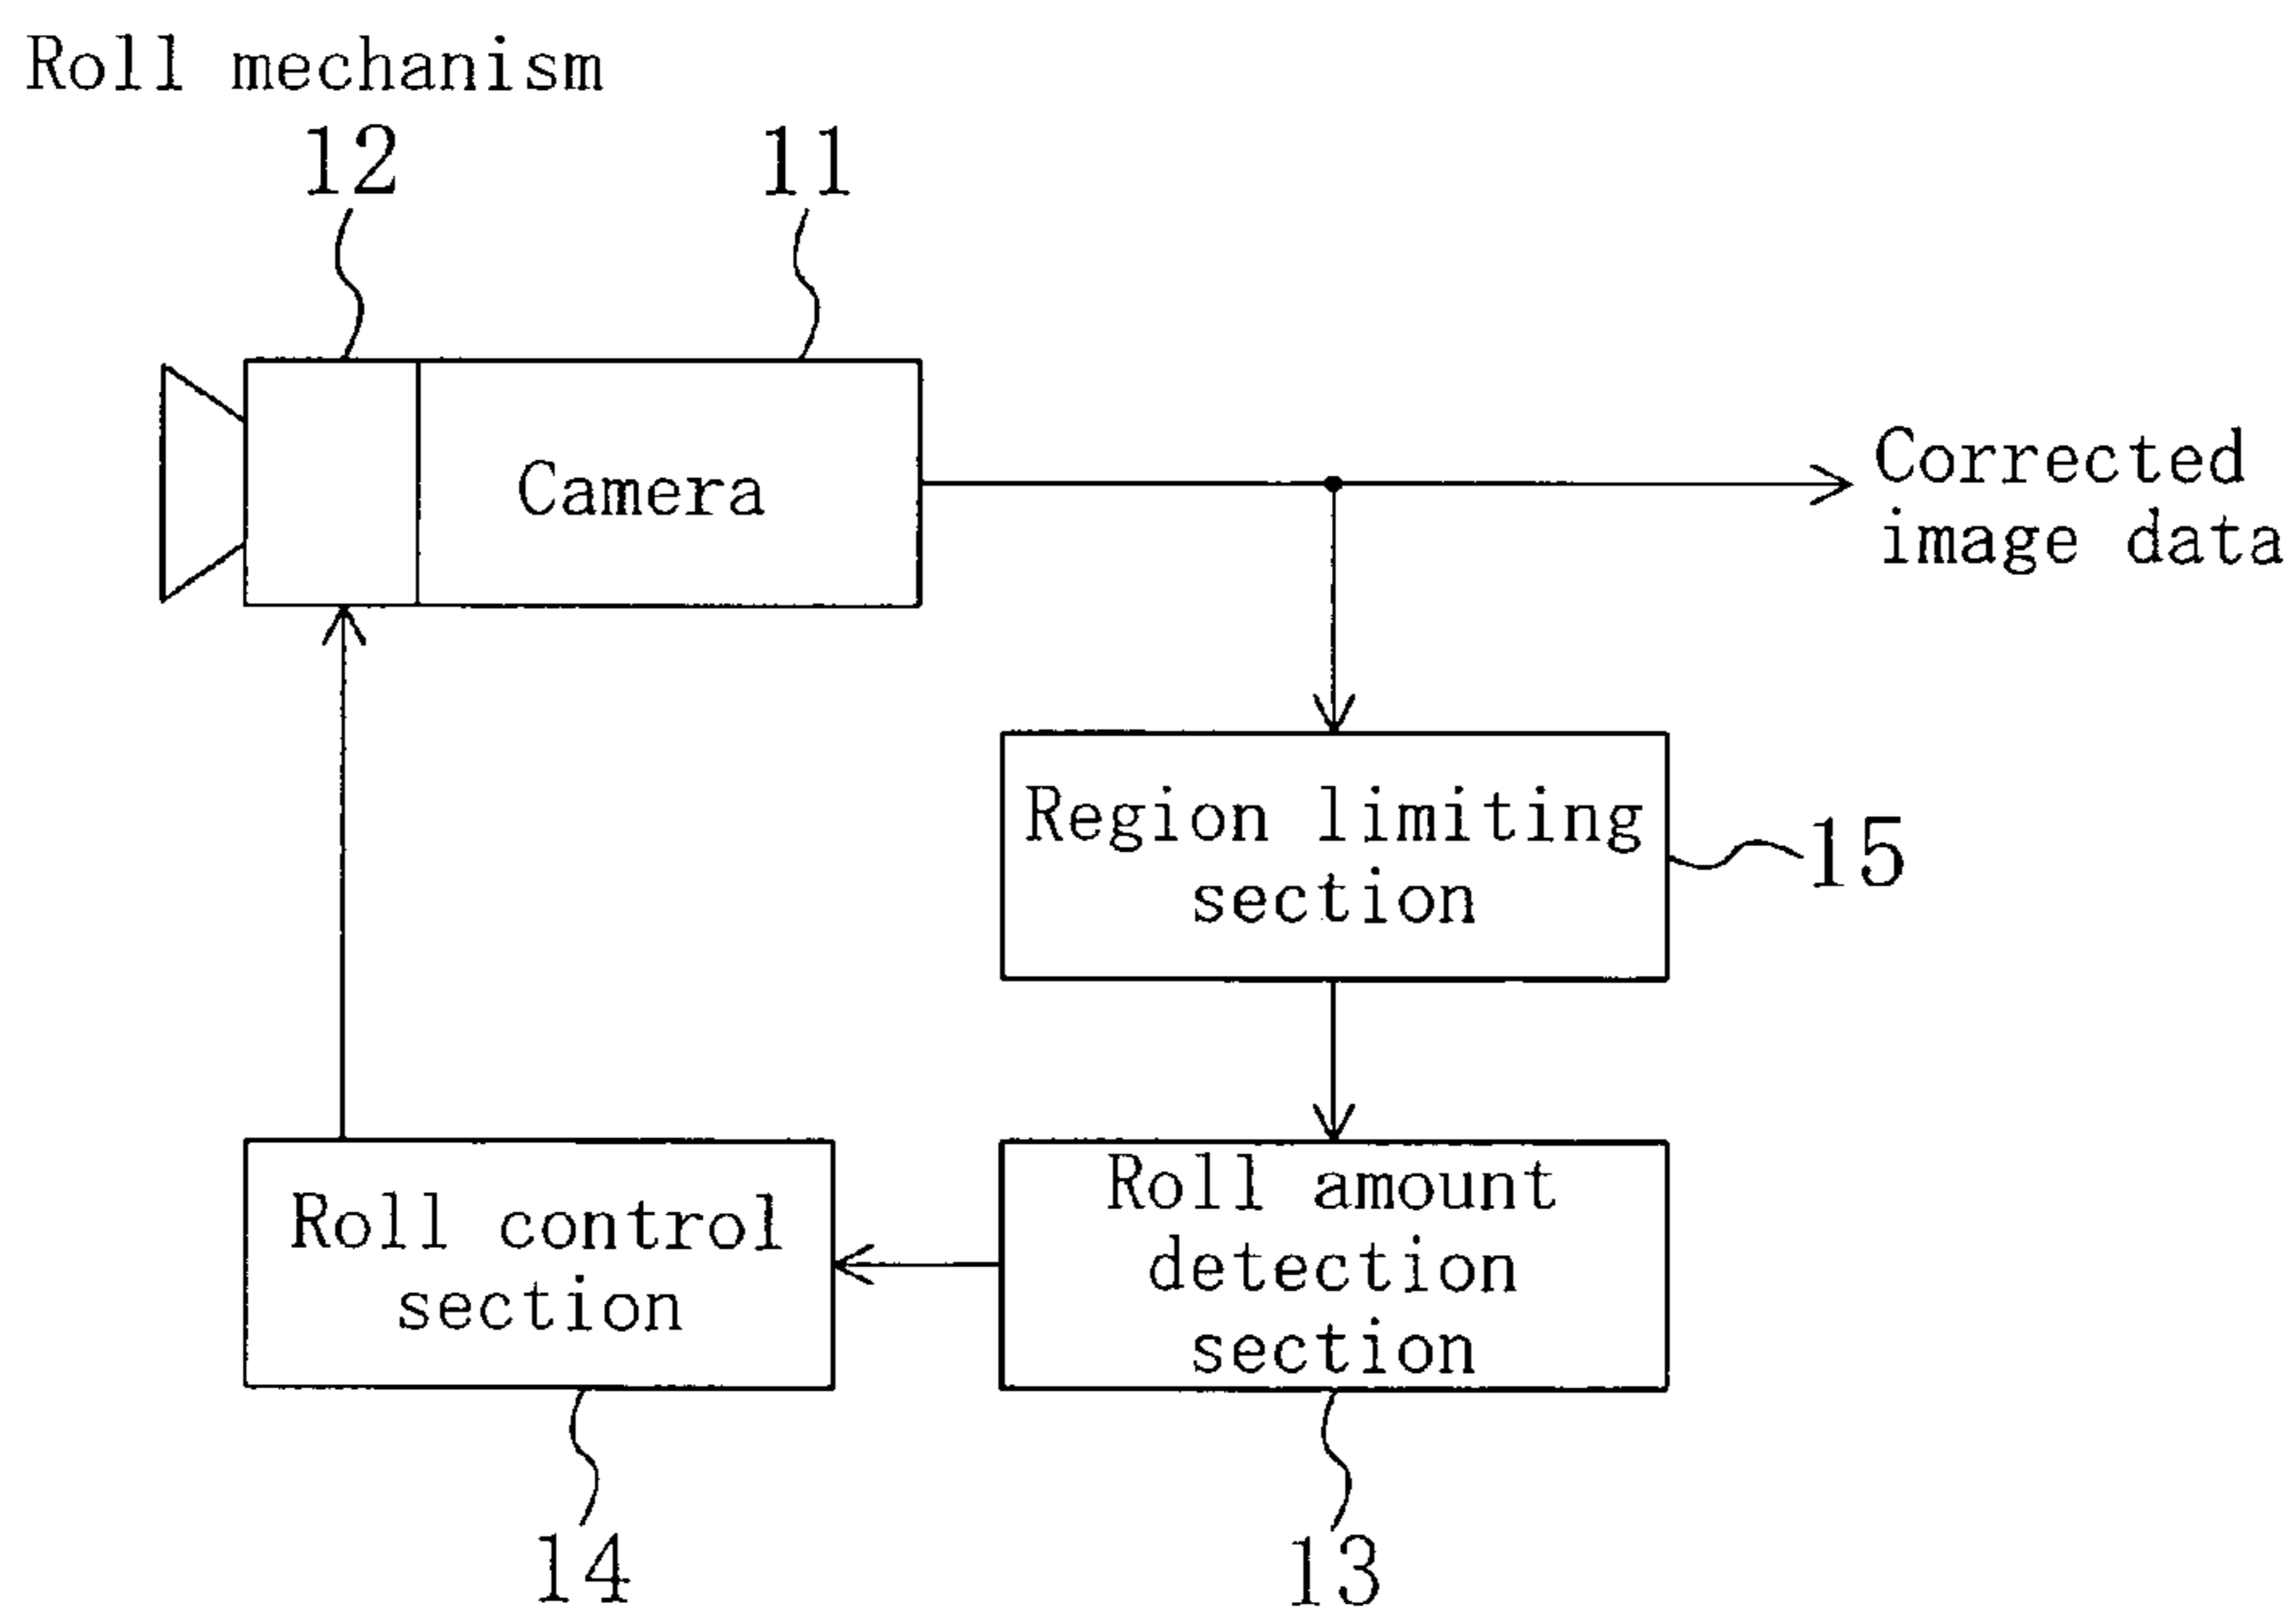 Roll mechanism
12
11
Camera
Corrected
image data
Region limiting
section
15
Roll control
section
Roll amount
detection
section
14
13